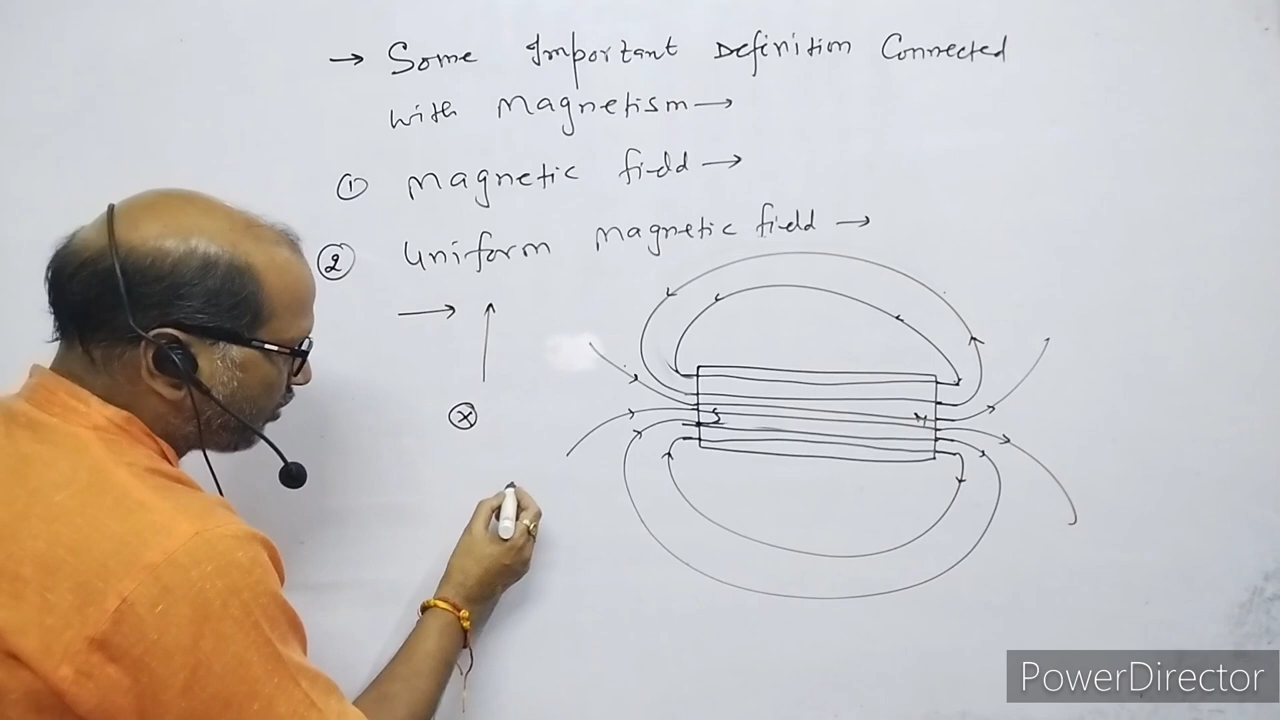 → Some Important Definition Connected
with Magnetism →
① Magnetic field →
② Uniform magnetic field →
S N
PowerDirector